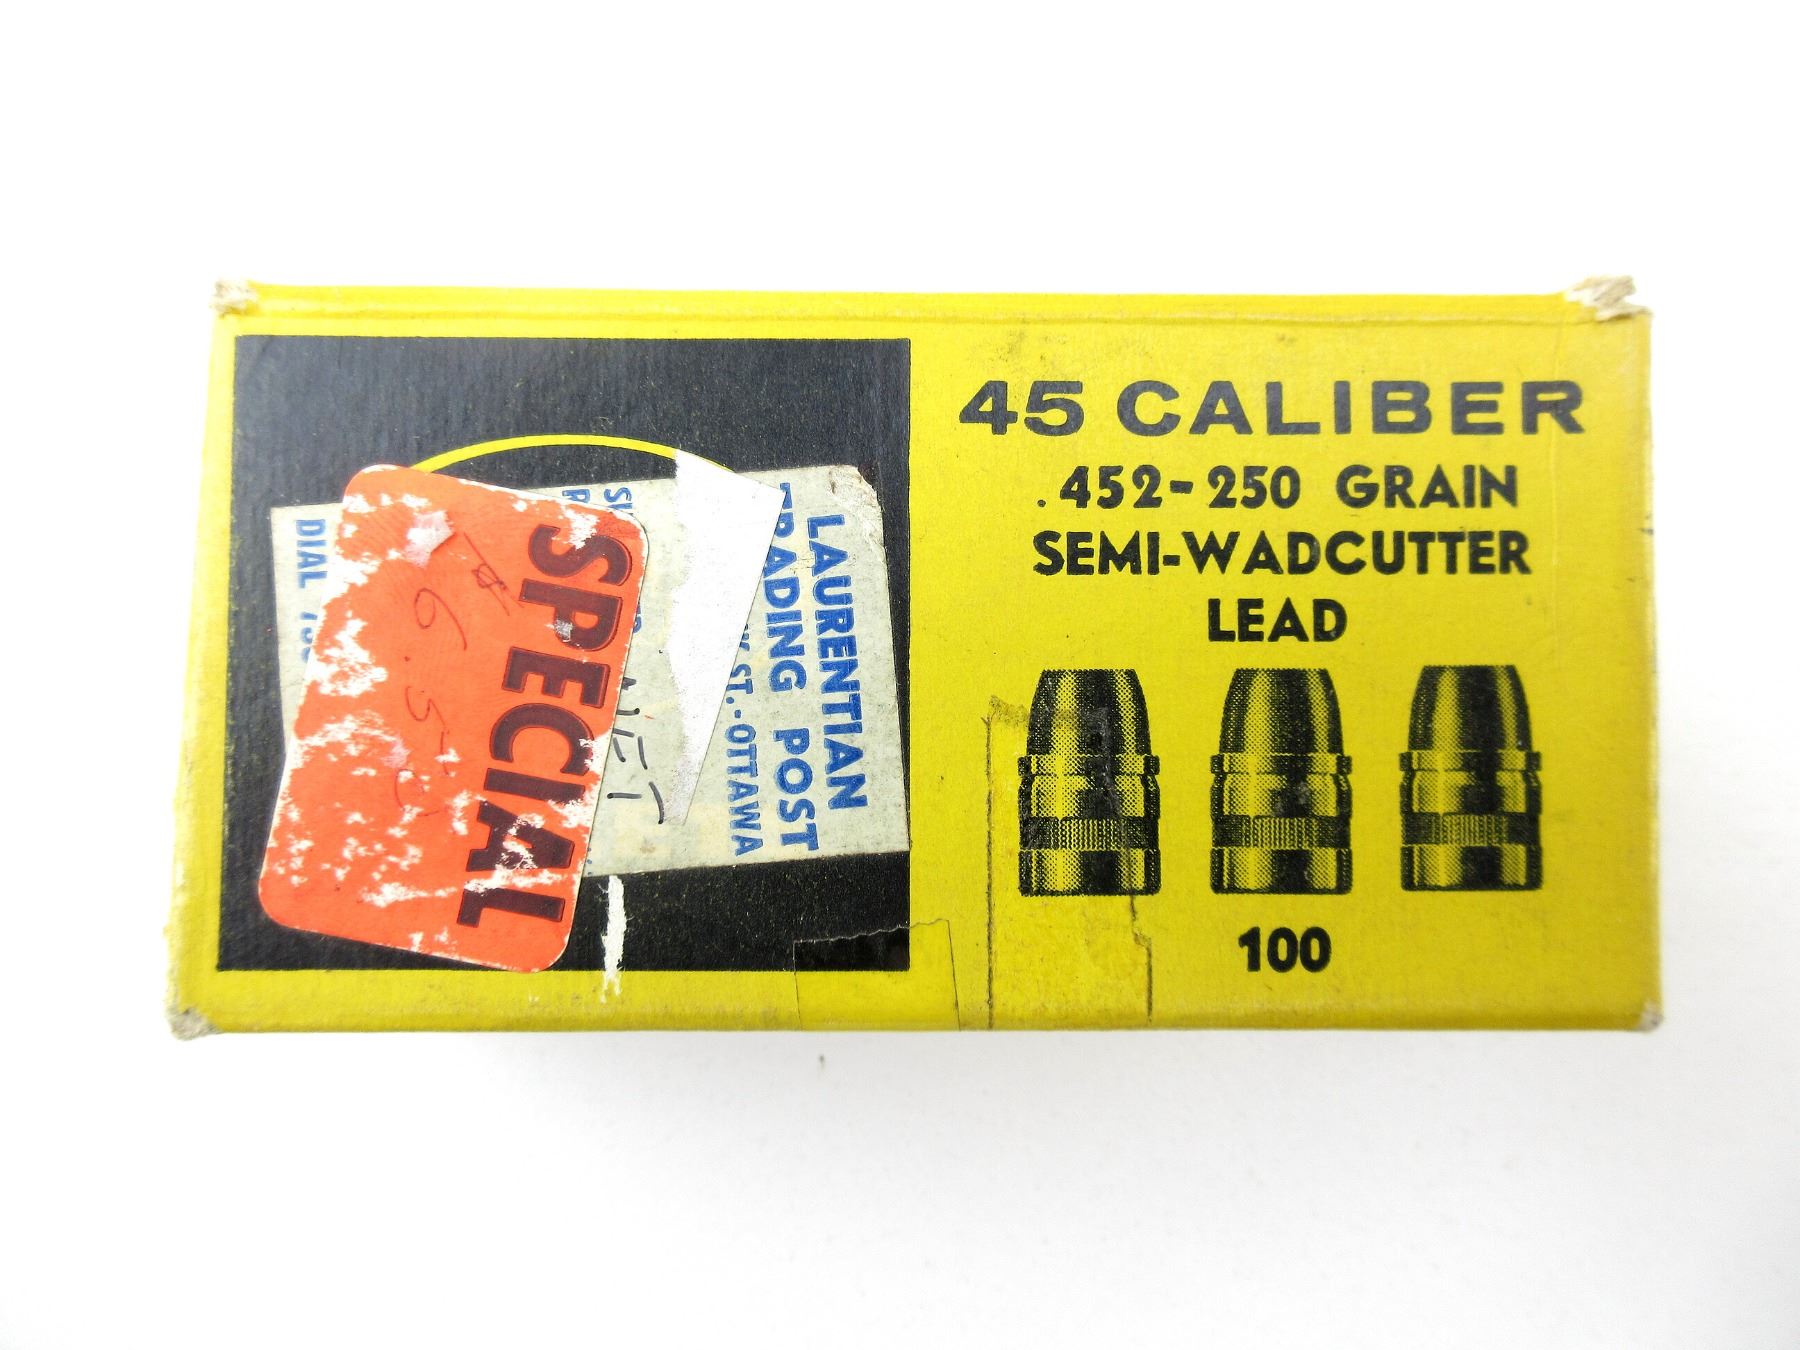 45 CALIBER
.452-250 GRAIN
SEMI-WADCUTTER
LEAD
100
LAURENTIAN
TRADING POST
ST.-OTTAWA
DIAL
SPECIAL